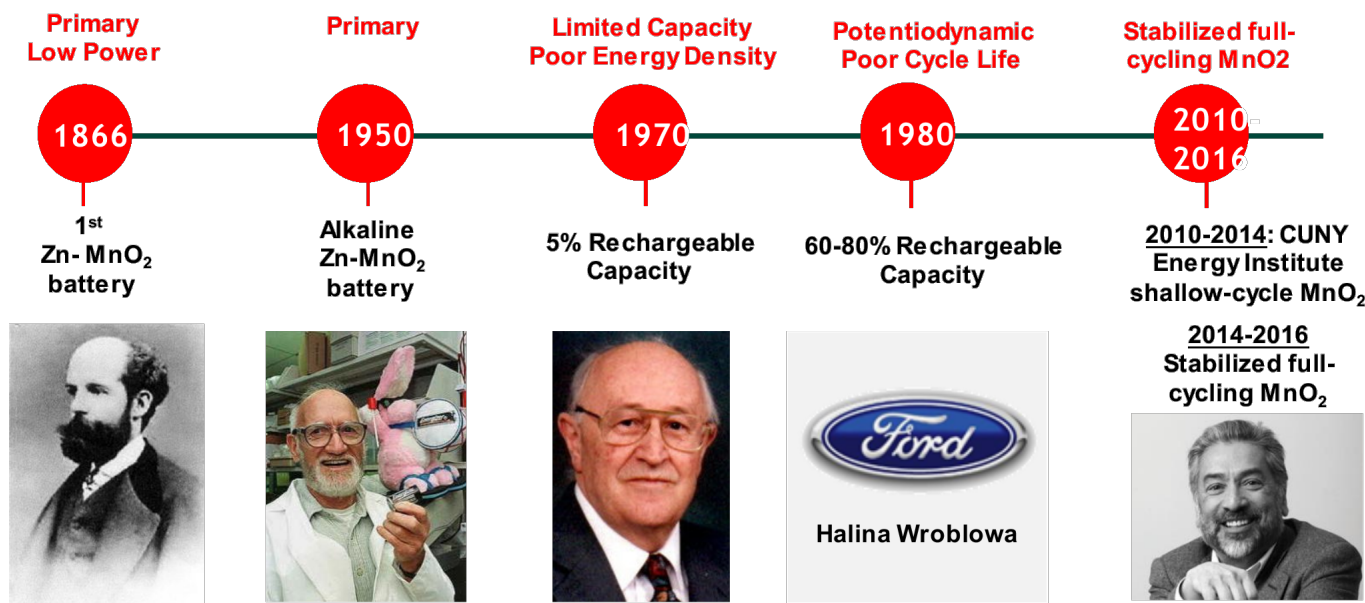 Primary
Low Power
Primary
Limited Capacity
Poor Energy Density
Potentiodynamic
Poor Cycle Life
Stabilized full-
cycling MnO2
1866
1950
1970
1980
2010-
2016
1st
Zn- MnO2
battery
Alkaline
Zn-MnO2
battery
5% Rechargeable
Capacity
60-80% Rechargeable
Capacity
2010-2014: CUNY
Energy Institute
shallow-cycle MnO2
2014-2016
Stabilized full-
cycling MnO2
Ford
Halina Wroblowa